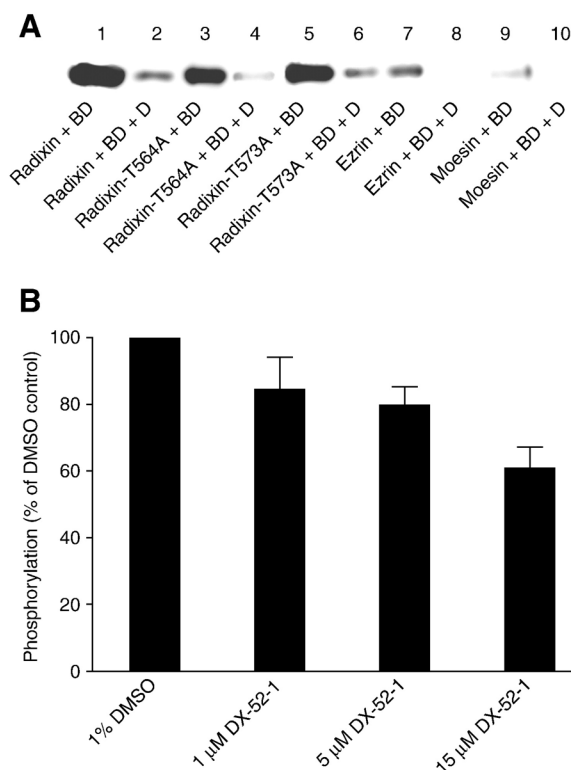 A
1 2 3 4 5 6 7 8 9 10
Radixin + BD
Radixin + BD + D
Radixin-T564A + BD
Radixin-T564A + BD + D
Radixin-T573A + BD
Radixin-T573A + BD + D
Ezrin + BD
Ezrin + BD + D
Moesin + BD
Moesin + BD + D
B
Phosphorylation (% of DMSO control)
100
80
60
40
20
0
1% DMSO
1 µM DX-52-1
5 µM DX-52-1
15 µM DX-52-1